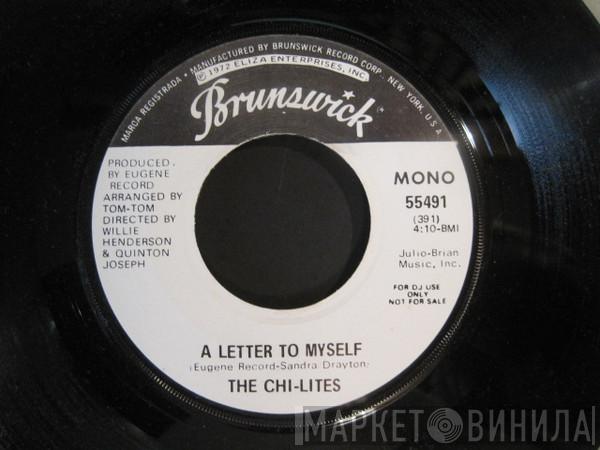 MARCA REGISTRADA • MANUFACTURED BY BRUNSWICK RECORD CORP. NEW YORK, U.S.A.
℗ 1972 ELIZA ENTERPRISES, INC.
Brunswick
PRODUCED
BY EUGENE
RECORD
ARRANGED BY
TOM-TOM
DIRECTED BY
WILLIE
HENDERSON
& QUINTON
JOSEPH
MONO
55491
(391)
4:10-BMI
Julio-Brian
Music, Inc.
FOR DJ USE
ONLY
NOT FOR SALE
A LETTER TO MYSELF
(Eugene Record-Sandra Drayton)
THE CHI-LITES
МАРКЕТ ВИНИЛА